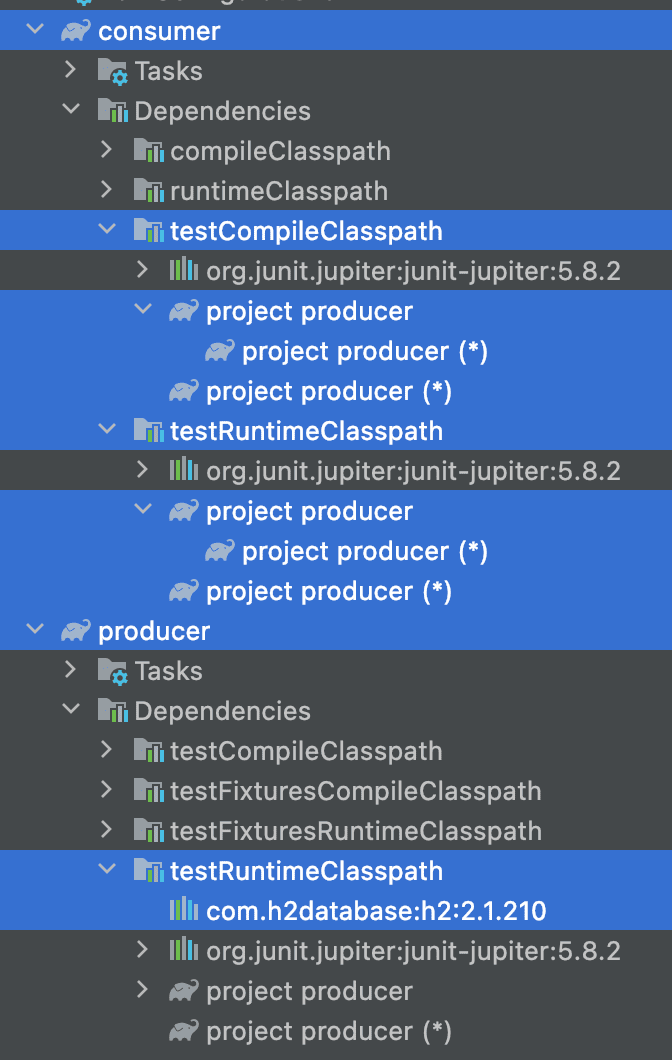 consumer
Tasks
Dependencies
compileClasspath
runtimeClasspath
testCompileClasspath
org.junit.jupiter:junit-jupiter:5.8.2
project producer
project producer (*)
project producer (*)
testRuntimeClasspath
org.junit.jupiter:junit-jupiter:5.8.2
project producer
project producer (*)
project producer (*)
producer
Tasks
Dependencies
testCompileClasspath
testFixturesCompileClasspath
testFixturesRuntimeClasspath
testRuntimeClasspath
com.h2database:h2:2.1.210
org.junit.jupiter:junit-jupiter:5.8.2
project producer
project producer (*)